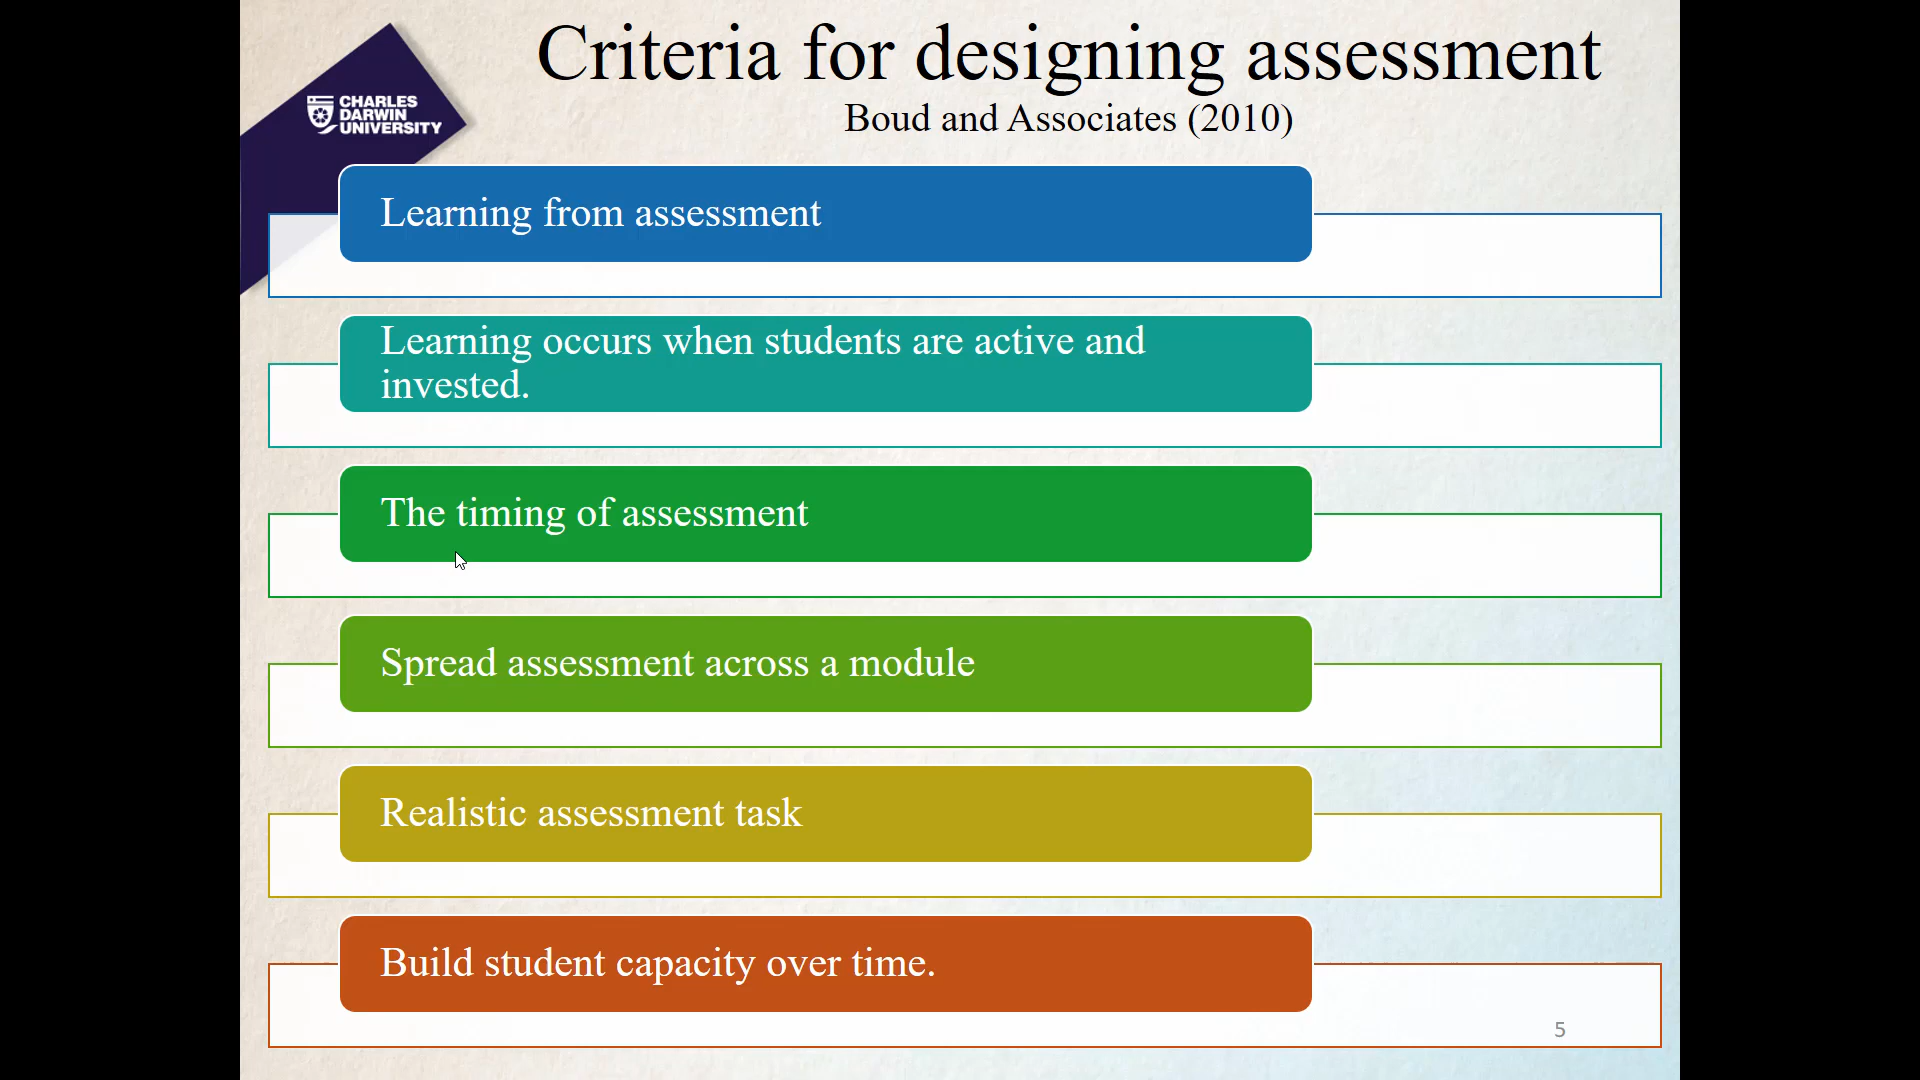 CHARLES
DARWIN
UNIVERSITY
Criteria for designing assessment
Boud and Associates (2010)
Learning from assessment
Learning occurs when students are active and
invested.
The timing of assessment
Spread assessment across a module
Realistic assessment task
Build student capacity over time.
5